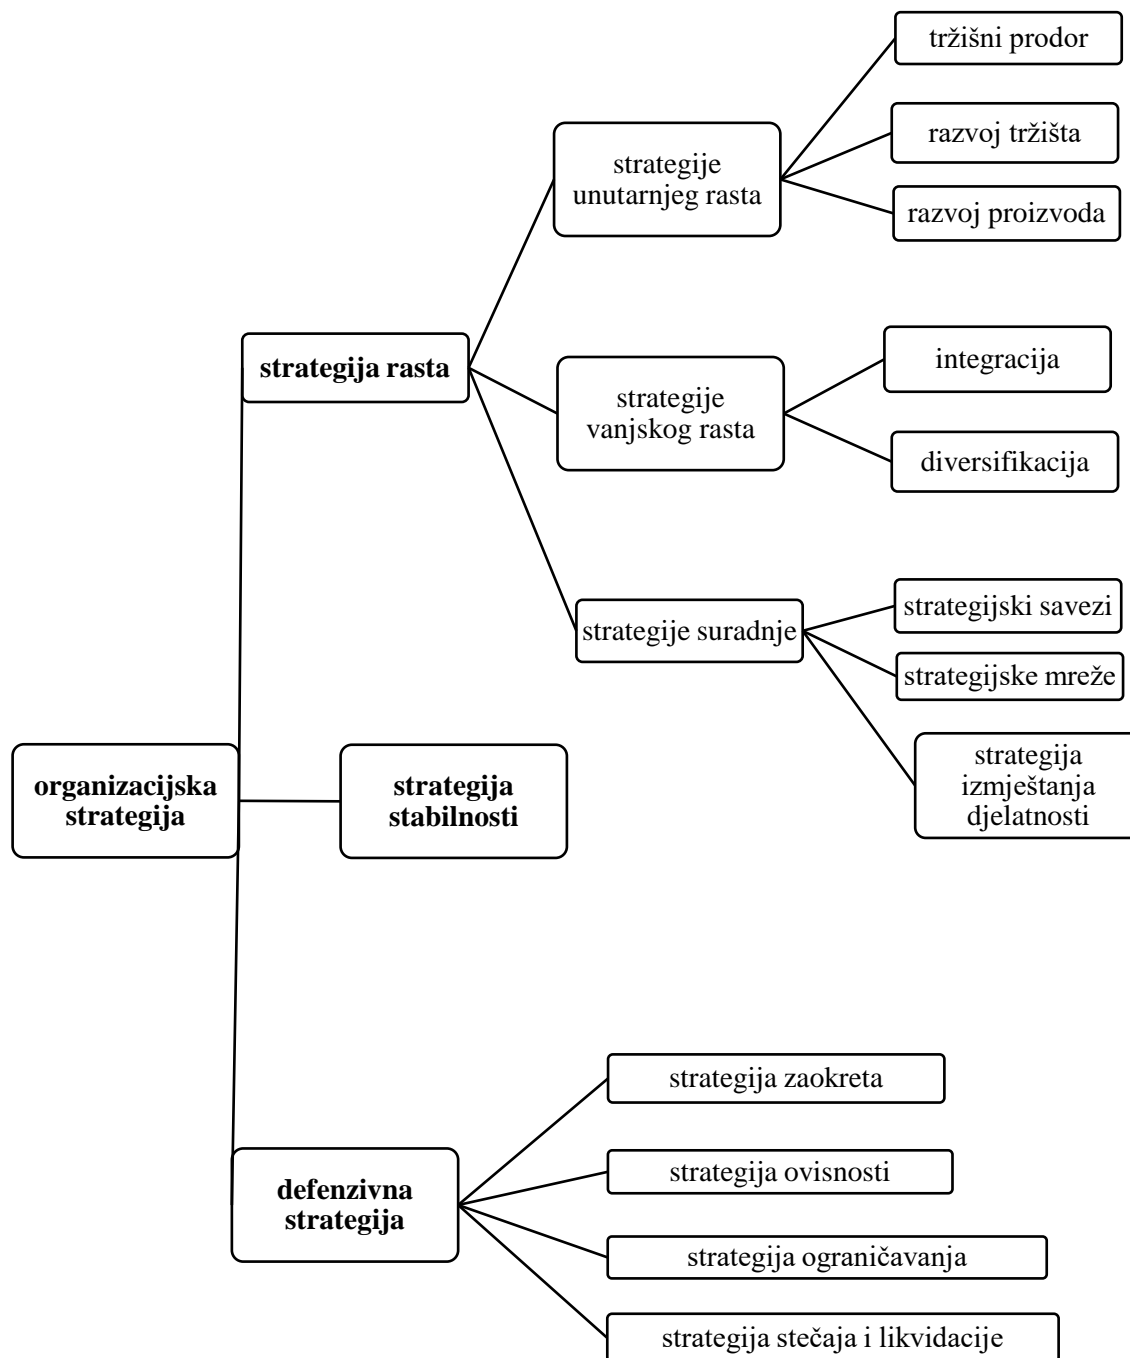 tržišni prodor
razvoj tržišta
strategije
unutarnjeg rasta
razvoj proizvoda
strategija rasta
integracija
strategije
vanjskog rasta
diversifikacija
strategijski savezi
strategije suradnje
strategijske mreže
organizacijska
strategija
strategija
stabilnosti
strategija
izmještanja
djelatnosti
strategija zaokreta
defenzivna
strategija
strategija ovisnosti
strategija ograničavanja
strategija stečaja i likvidacije